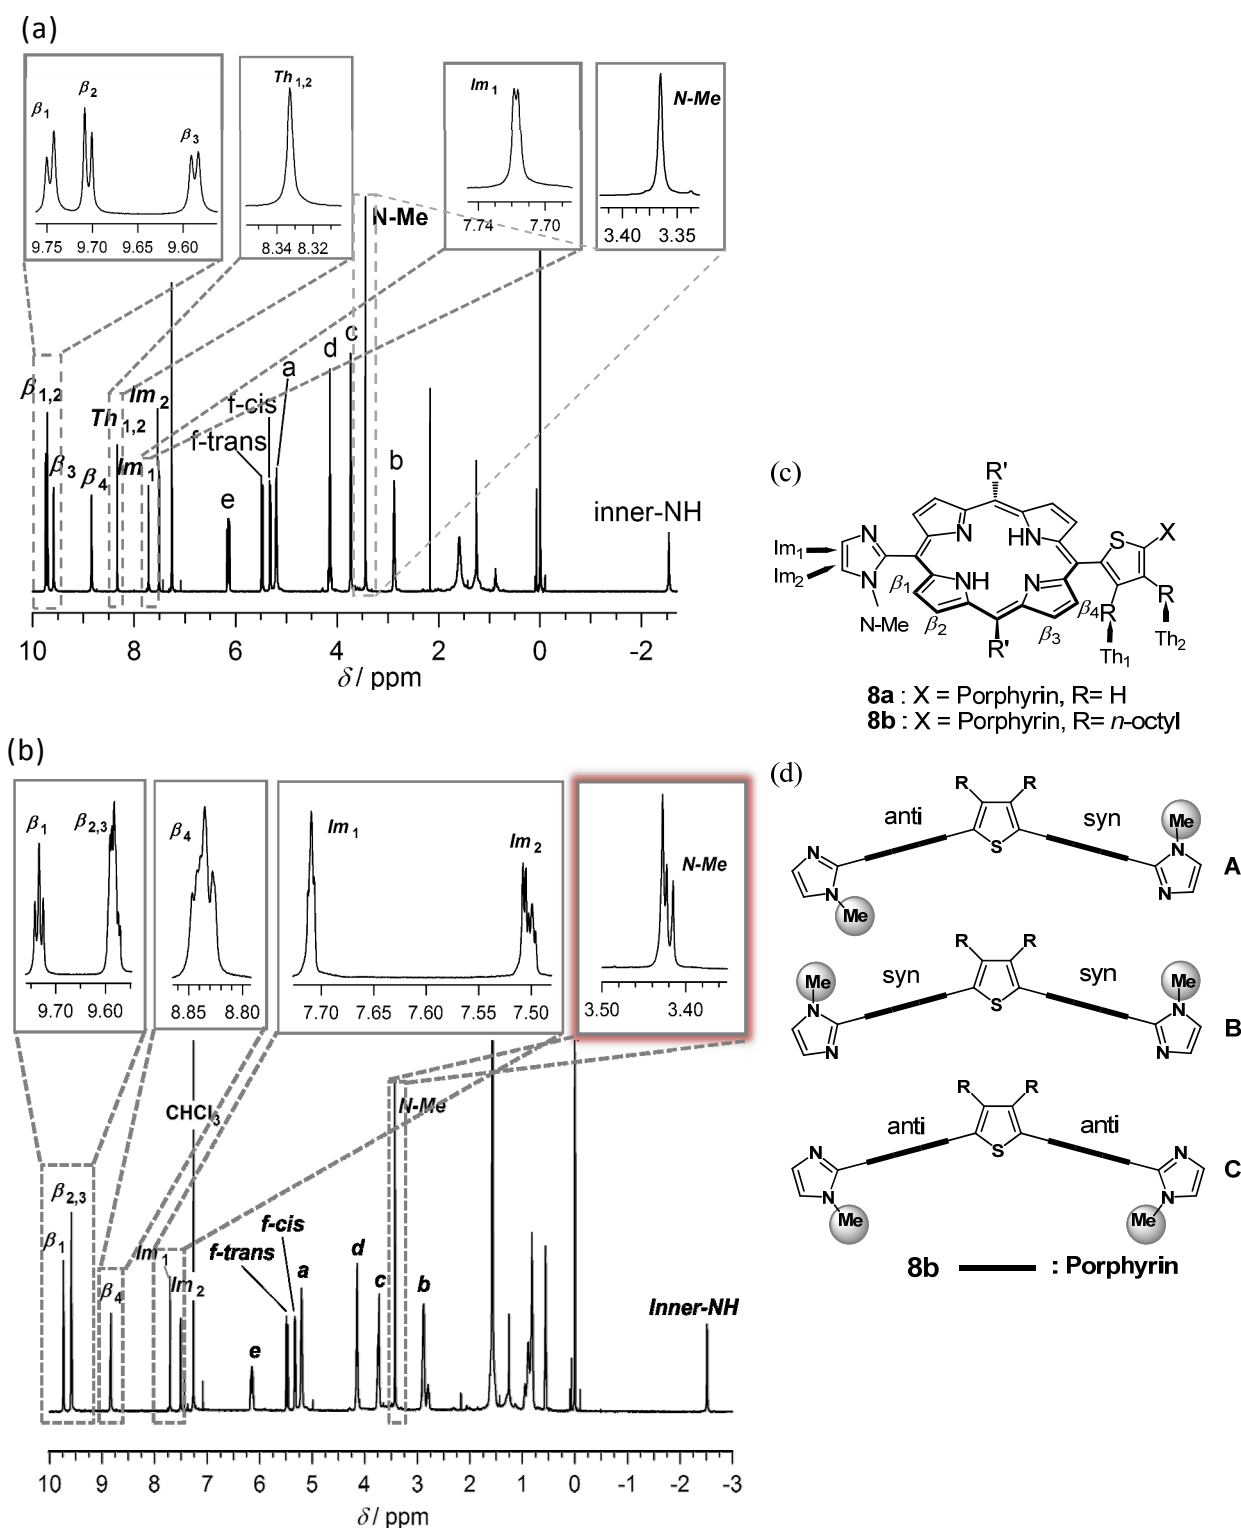 (a)
β1
β2
β3
9.75 9.70 9.65 9.60
Th1,2
8.34 8.32
Im1
7.74 7.70
N-Me
3.40 3.35
N-Me
β1,2
β3
β4
Th1,2
Im2
Im1
f-cis
f-trans
a
d
c
e
b
inner-NH
10 8 6 4 2 0 -2
δ / ppm
(b)
β1
β2,3
9.70 9.60
β4
8.85 8.80
Im1
Im2
7.70 7.65 7.60 7.55 7.50
N-Me
3.50 3.40
CHCl3
N-Me
β2,3
β1
β4
Im1
Im2
f-cis
f-trans
a
d
c
b
e
Inner-NH
10 9 8 7 6 5 4 3 2 1 0 -1 -2 -3
δ / ppm
(c)
R'
N
N HN
S X
Im1
Im2
N
NH N
β1
β2
β3
β4
R
R
N-Me
R'
Th1
Th2
8a : X = Porphyrin, R= H
8b : X = Porphyrin, R= n-octyl
(d)
R R
anti syn
Me
N
S
N
N
Me
N
A
R R
Me
syn syn
Me
N
S
N
N
N
B
R R
anti anti
N
S
N
N
Me
N
Me
C
8b : Porphyrin